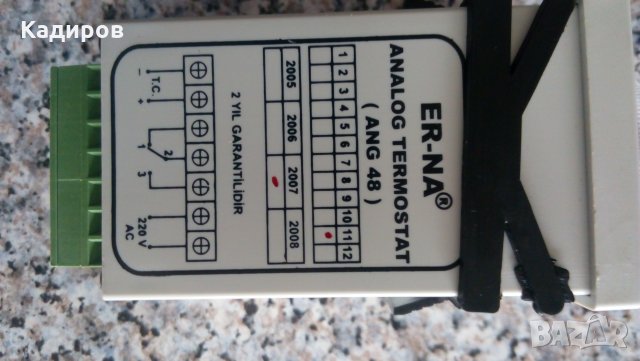 Кадиров
ER-NA®
ANALOG TERMOSTAT
( ANG 48 )
1 2 3 4 5 6 7 8 9 10 11 12
2005 2006 2007 2008
2 YIL GARANTİLİDİR
- T.C. + 1 2 3 220 V
AC
BAZAR